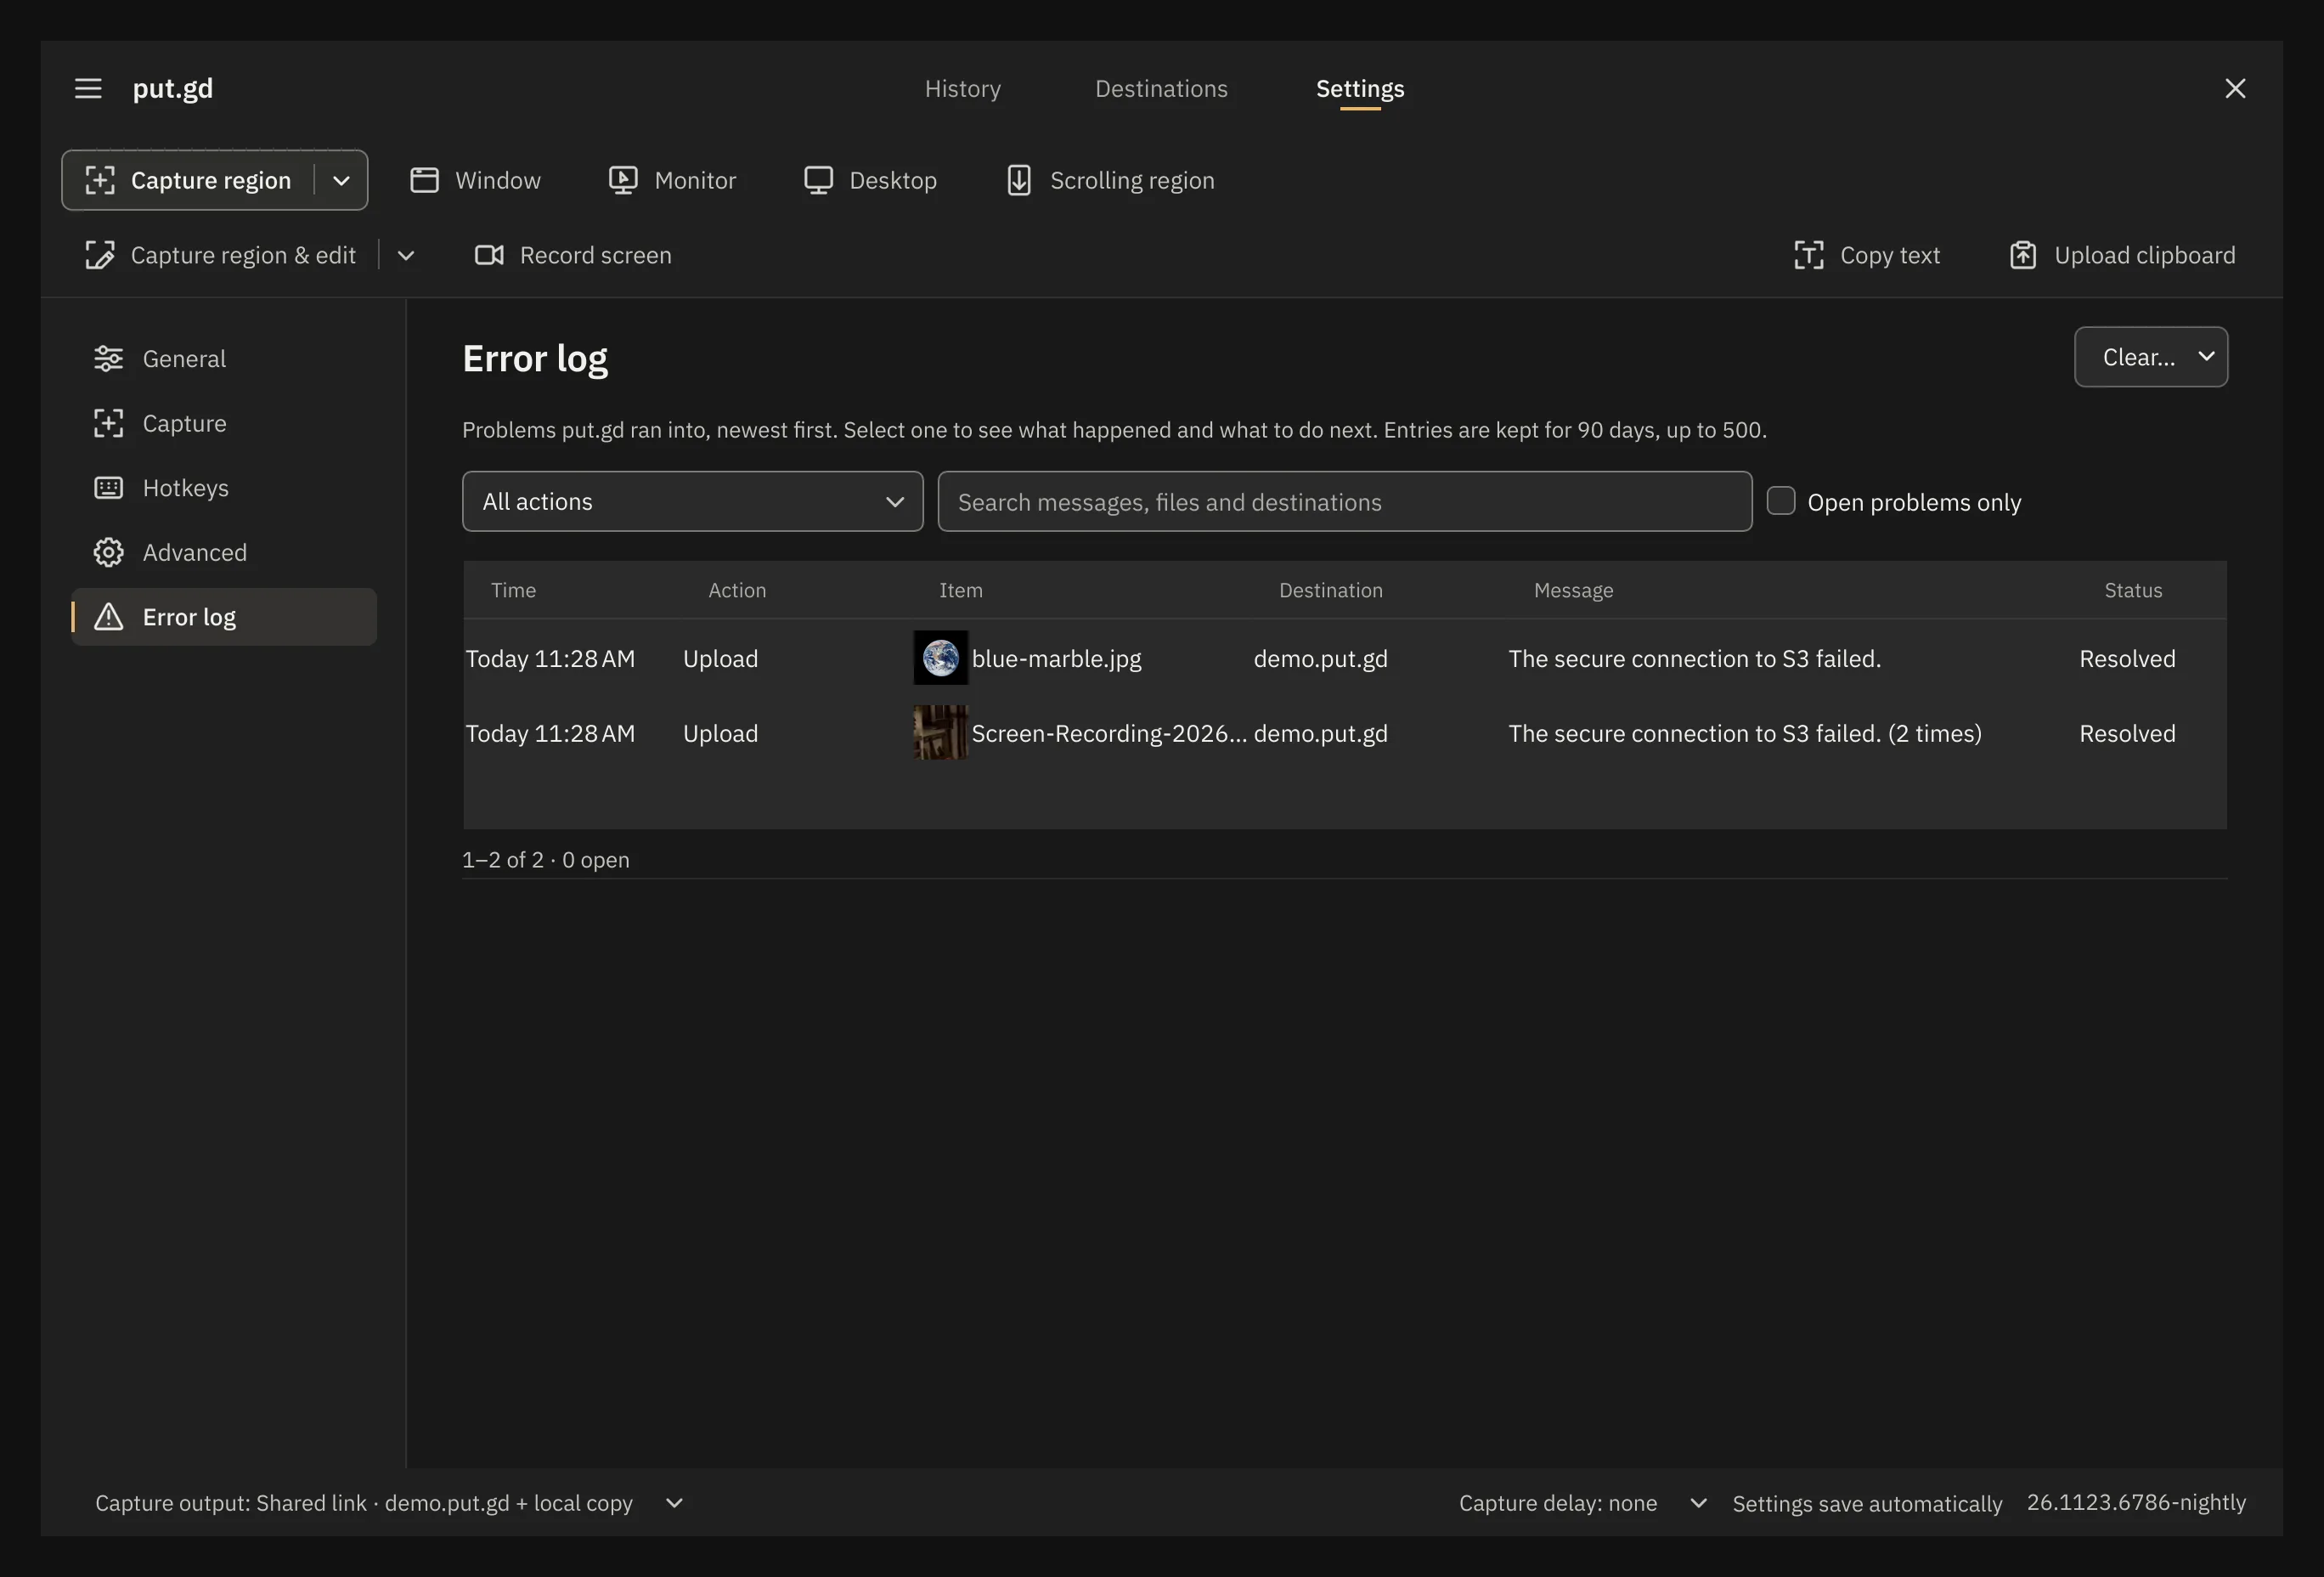 put.gd
History
Destinations
Settings
Capture region
Window
Monitor
Desktop
Scrolling region
Capture region & edit
Record screen
Copy text
Upload clipboard
General
Capture
Hotkeys
Advanced
Error log
Error log
Clear...
Problems put.gd ran into, newest first. Select one to see what happened and what to do next. Entries are kept for 90 days, up to 500.
All actions
Search messages, files and destinations
Open problems only
Time Action Item Destination Message Status
Today 11:28 AM Upload blue-marble.jpg demo.put.gd The secure connection to S3 failed. Resolved
Today 11:28 AM Upload Screen-Recording-2026... demo.put.gd The secure connection to S3 failed. (2 times) Resolved
1–2 of 2 · 0 open
Capture output: Shared link · demo.put.gd + local copy
Capture delay: none
Settings save automatically
26.1123.6786-nightly